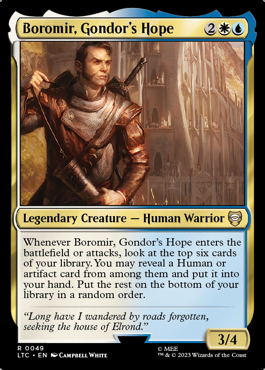 Boromir, Gondor's Hope 2
Legendary Creature — Human Warrior
Whenever Boromir, Gondor's Hope enters the
battlefield or attacks, look at the top six cards
of your library. You may reveal a Human or
artifact card from among them and put it into
your hand. Put the rest on the bottom of
your library in a random order.
"Long have I wandered by roads forgotten,
seeking the house of Elrond."
3/4
R 0049
LTC • EN Campbell White
© MEE
™ & © 2023 Wizards of the Coast